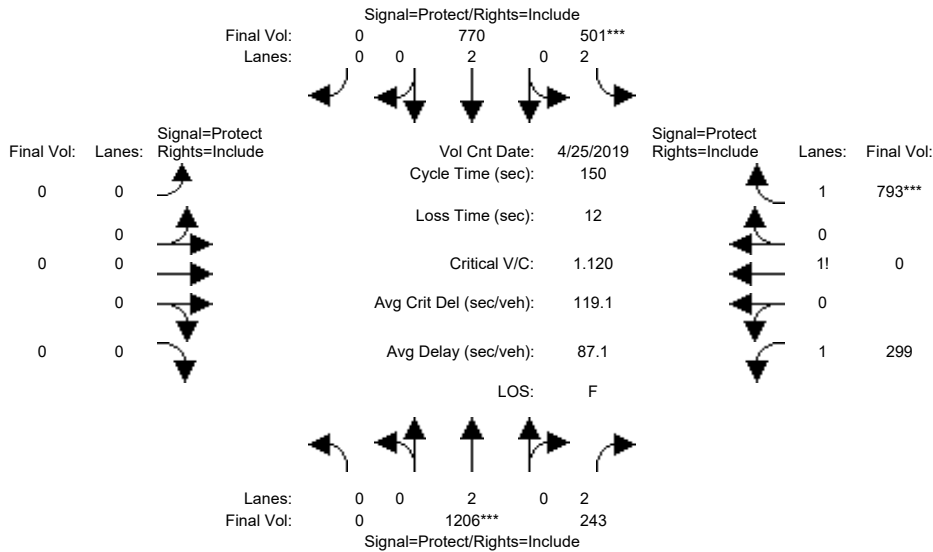 Signal=Protect/Rights=Include
Final Vol: 0 770 501***
Lanes: 0 0 2 0 2
Signal=Protect
Final Vol: Lanes: Rights=Include
Vol Cnt Date: 4/25/2019
Signal=Protect
Rights=Include Lanes: Final Vol:
Cycle Time (sec): 150
0 0
1 793***
Loss Time (sec): 12
0
0
0 0
Critical V/C: 1.120
1! 0
0
Avg Crit Del (sec/veh): 119.1
0
0 0
Avg Delay (sec/veh): 87.1
1 299
LOS: F
Lanes: 0 0 2 0 2
Final Vol: 0 1206*** 243
Signal=Protect/Rights=Include